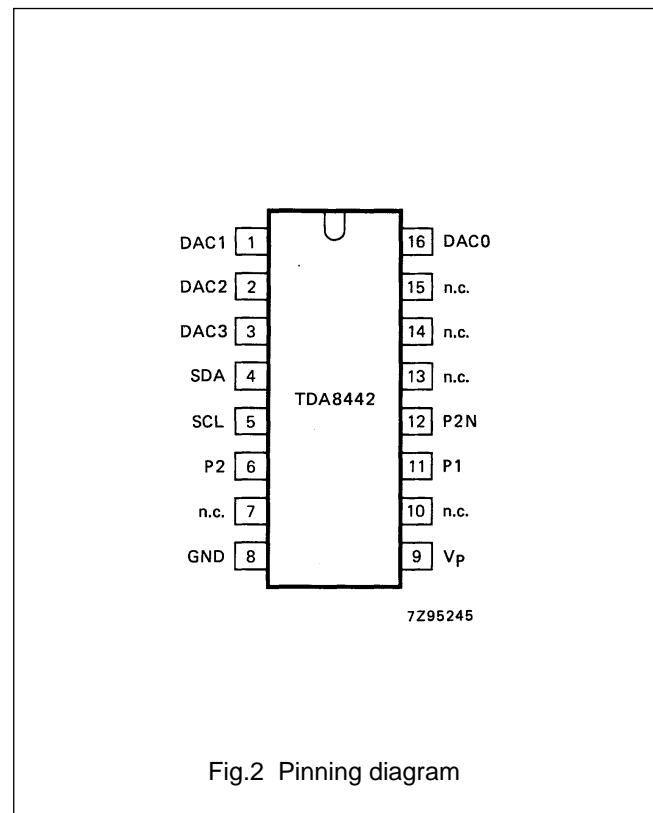 DAC1 1 16 DAC0
DAC2 2 15 n.c.
DAC3 3 14 n.c.
SDA 4 13 n.c.
TDA8442
SCL 5 12 P2N
P2 6 11 P1
n.c. 7 10 n.c.
GND 8 9 VP
7Z95245
Fig.2 Pinning diagram